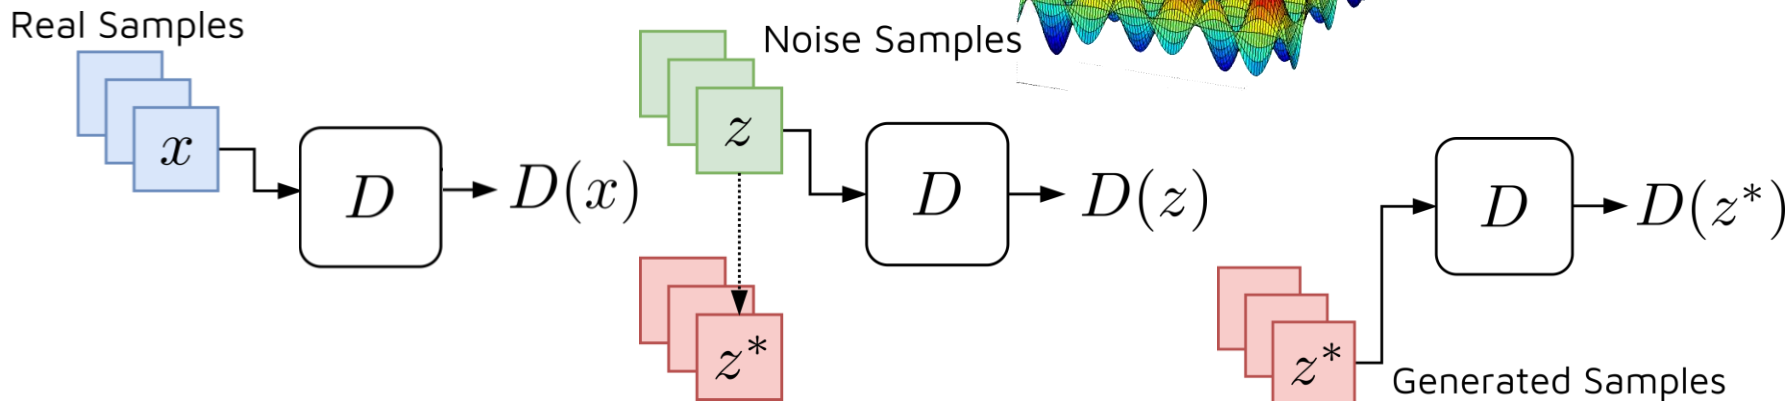 Real Samples
x
D
D(x)
Noise Samples
z
D
D(z)
z*
D
D(z*)
z*
Generated Samples